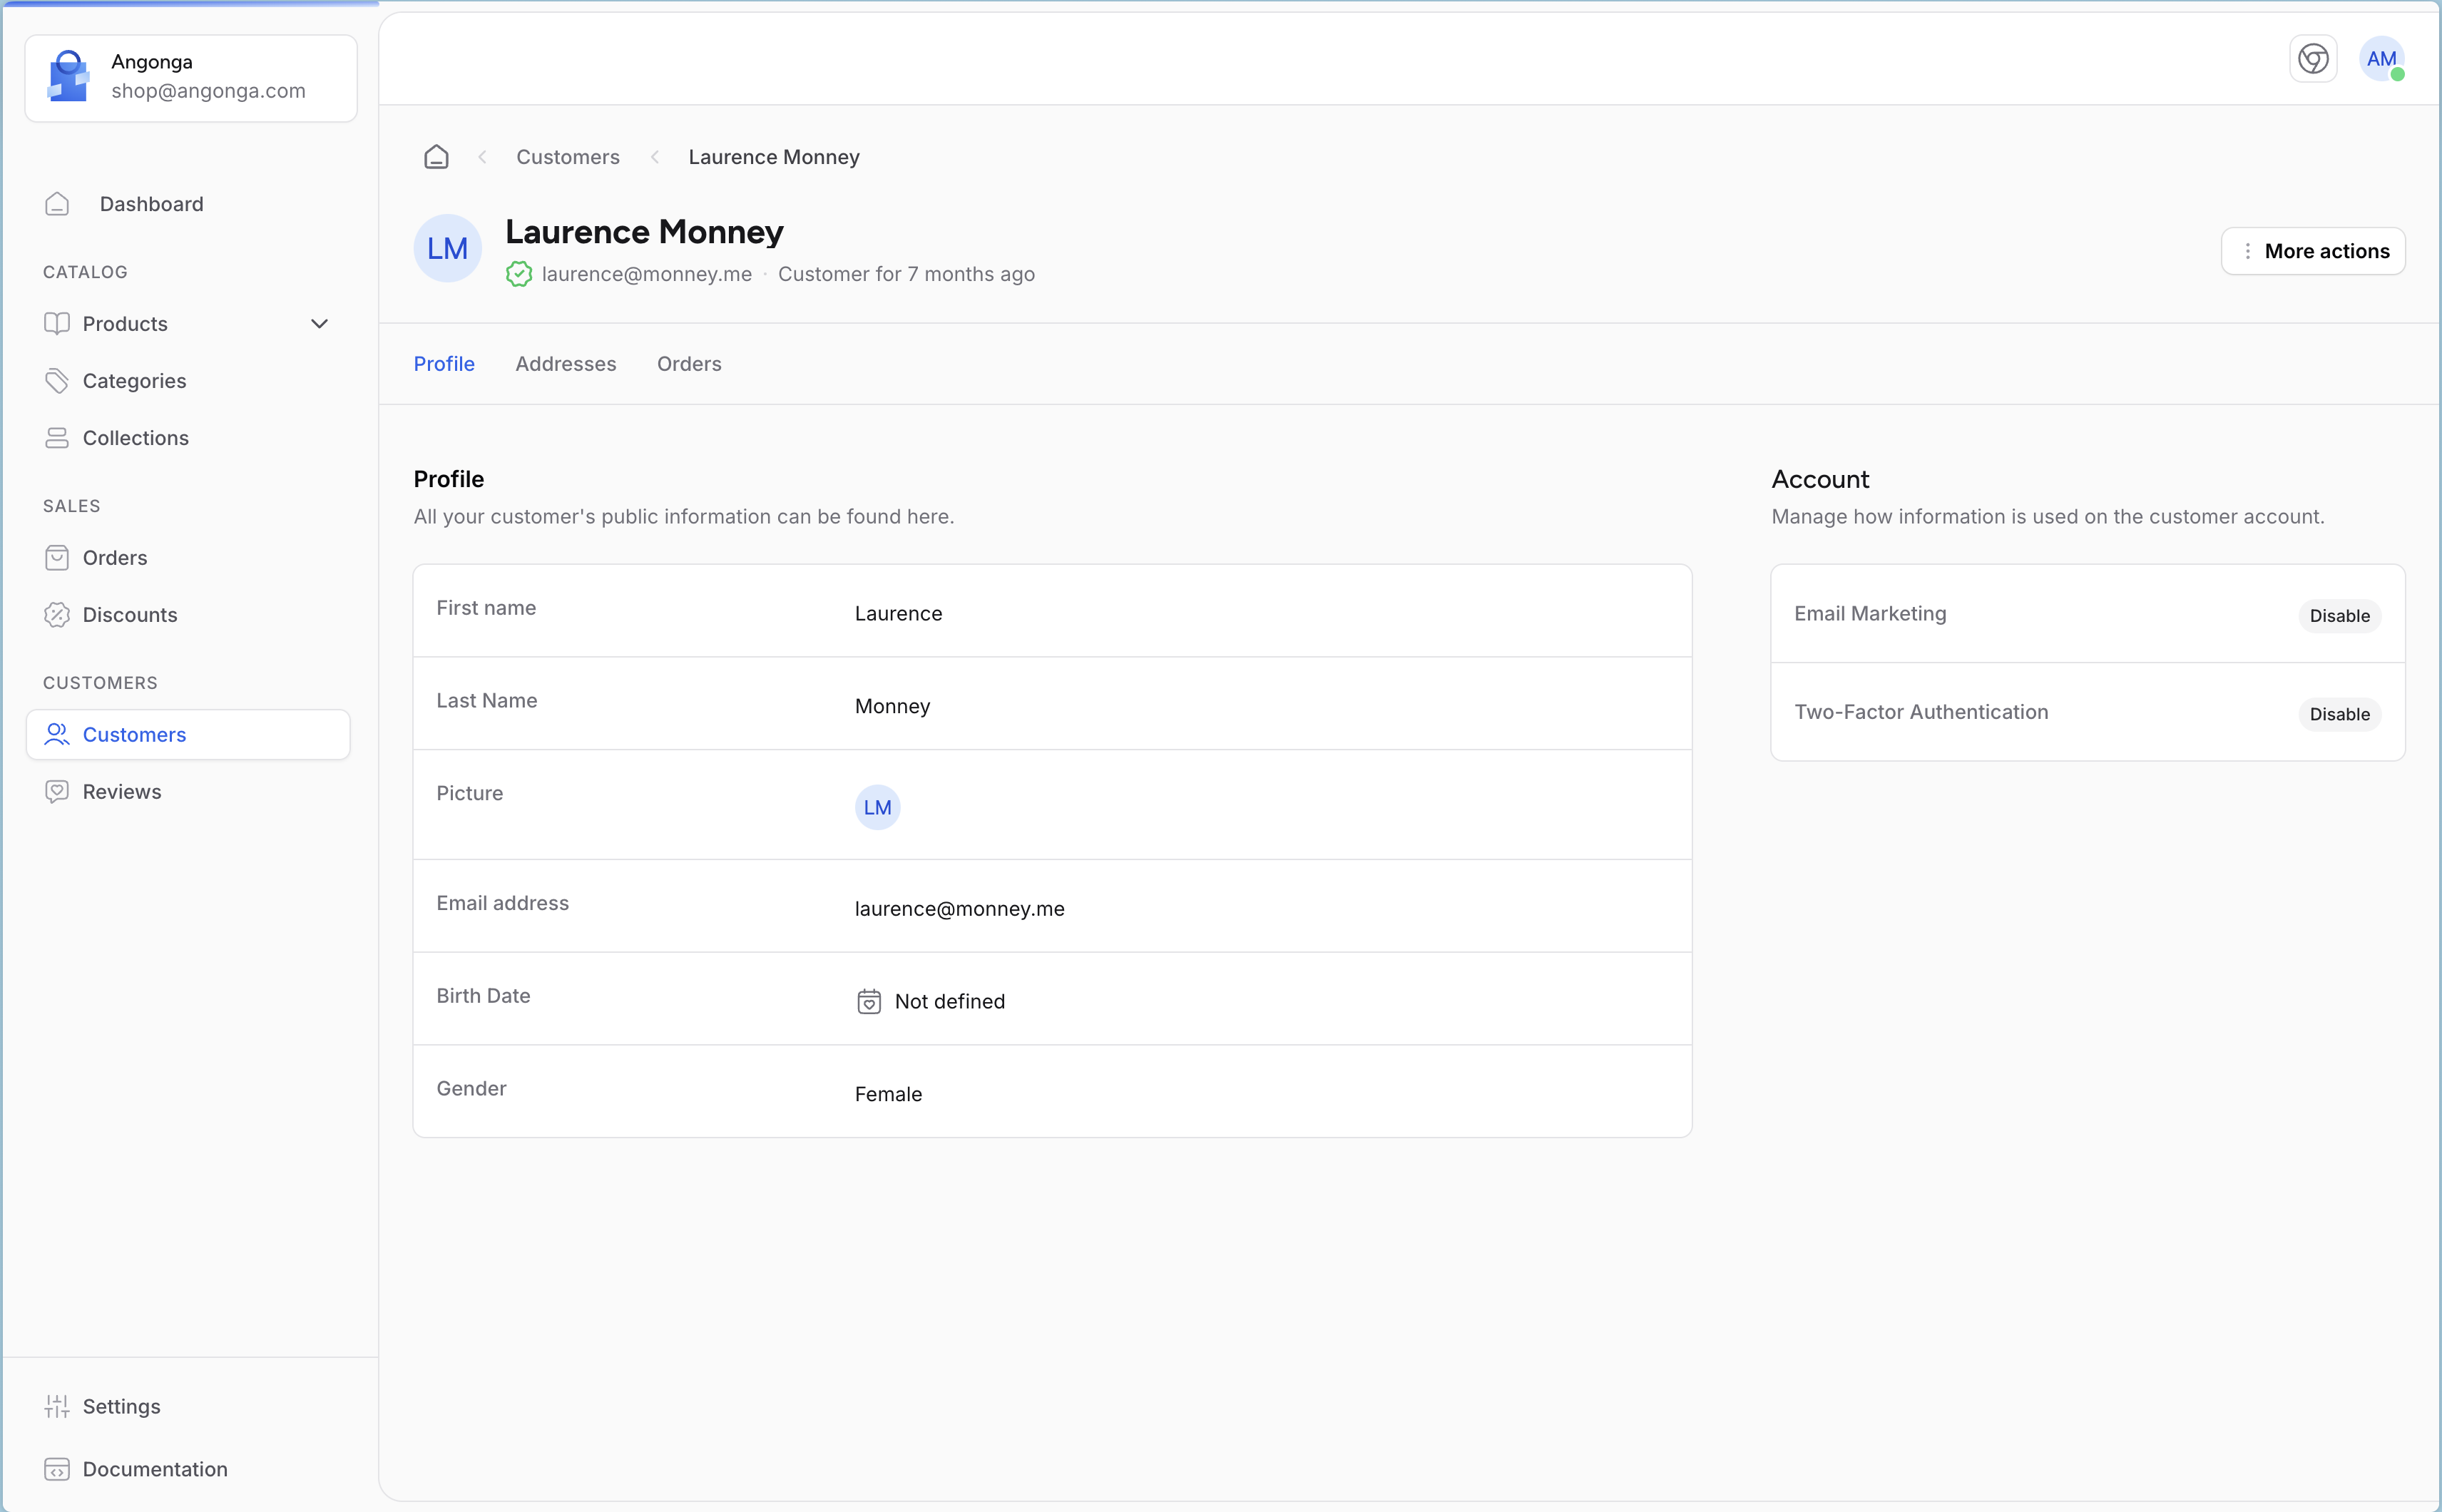 Angonga
shop@angonga.com
Dashboard
CATALOG
Products
Categories
Collections
SALES
Orders
Discounts
CUSTOMERS
Customers
Reviews
Settings
Documentation
AM
Customers
Laurence Monney
LM
Laurence Monney
laurence@monney.me · Customer for 7 months ago
More actions
Profile Addresses Orders
Profile
All your customer's public information can be found here.
First name Laurence
Last Name Monney
Picture LM
Email address laurence@monney.me
Birth Date Not defined
Gender Female
Account
Manage how information is used on the customer account.
Email Marketing Disable
Two-Factor Authentication Disable